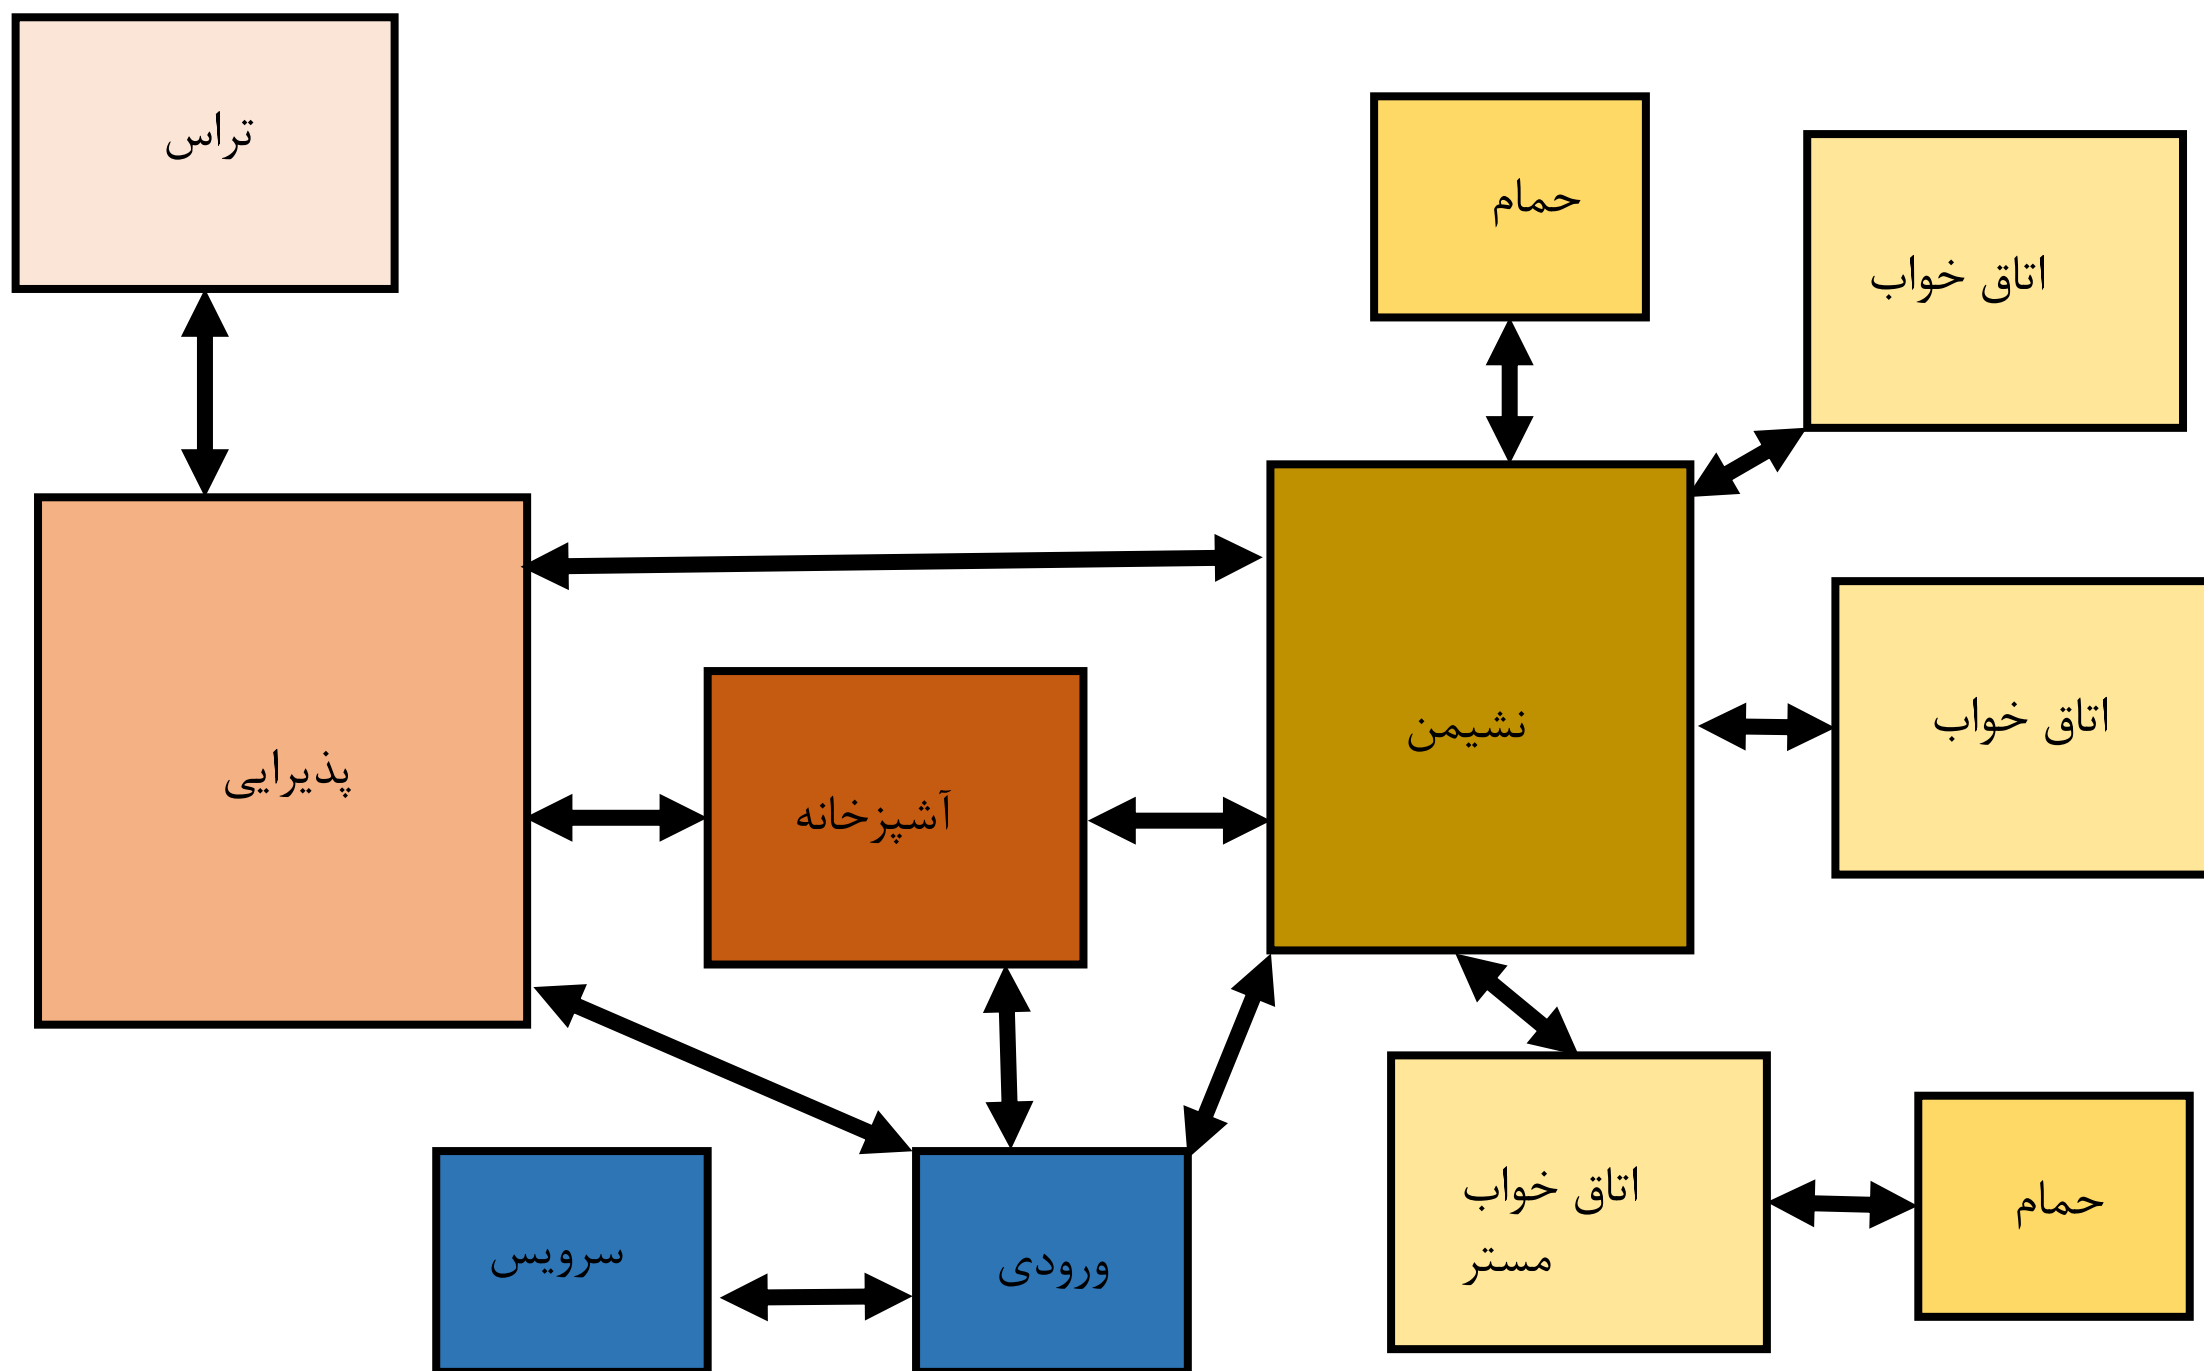 تراس
حمام
اتاق خواب
پذیرایی
آشپزخانه
نشیمن
اتاق خواب
سرویس
ورودی
اتاق خواب
مستر
حمام